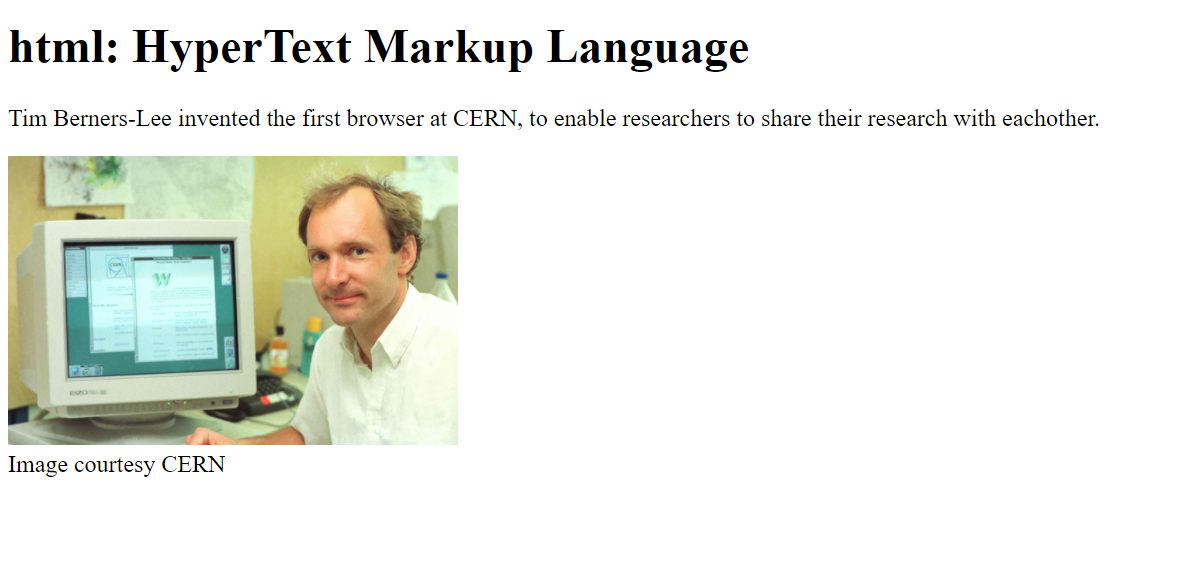 html: HyperText Markup Language
Tim Berners-Lee invented the first browser at CERN, to enable researchers to share their research with eachother.
EIZO
Image courtesy CERN